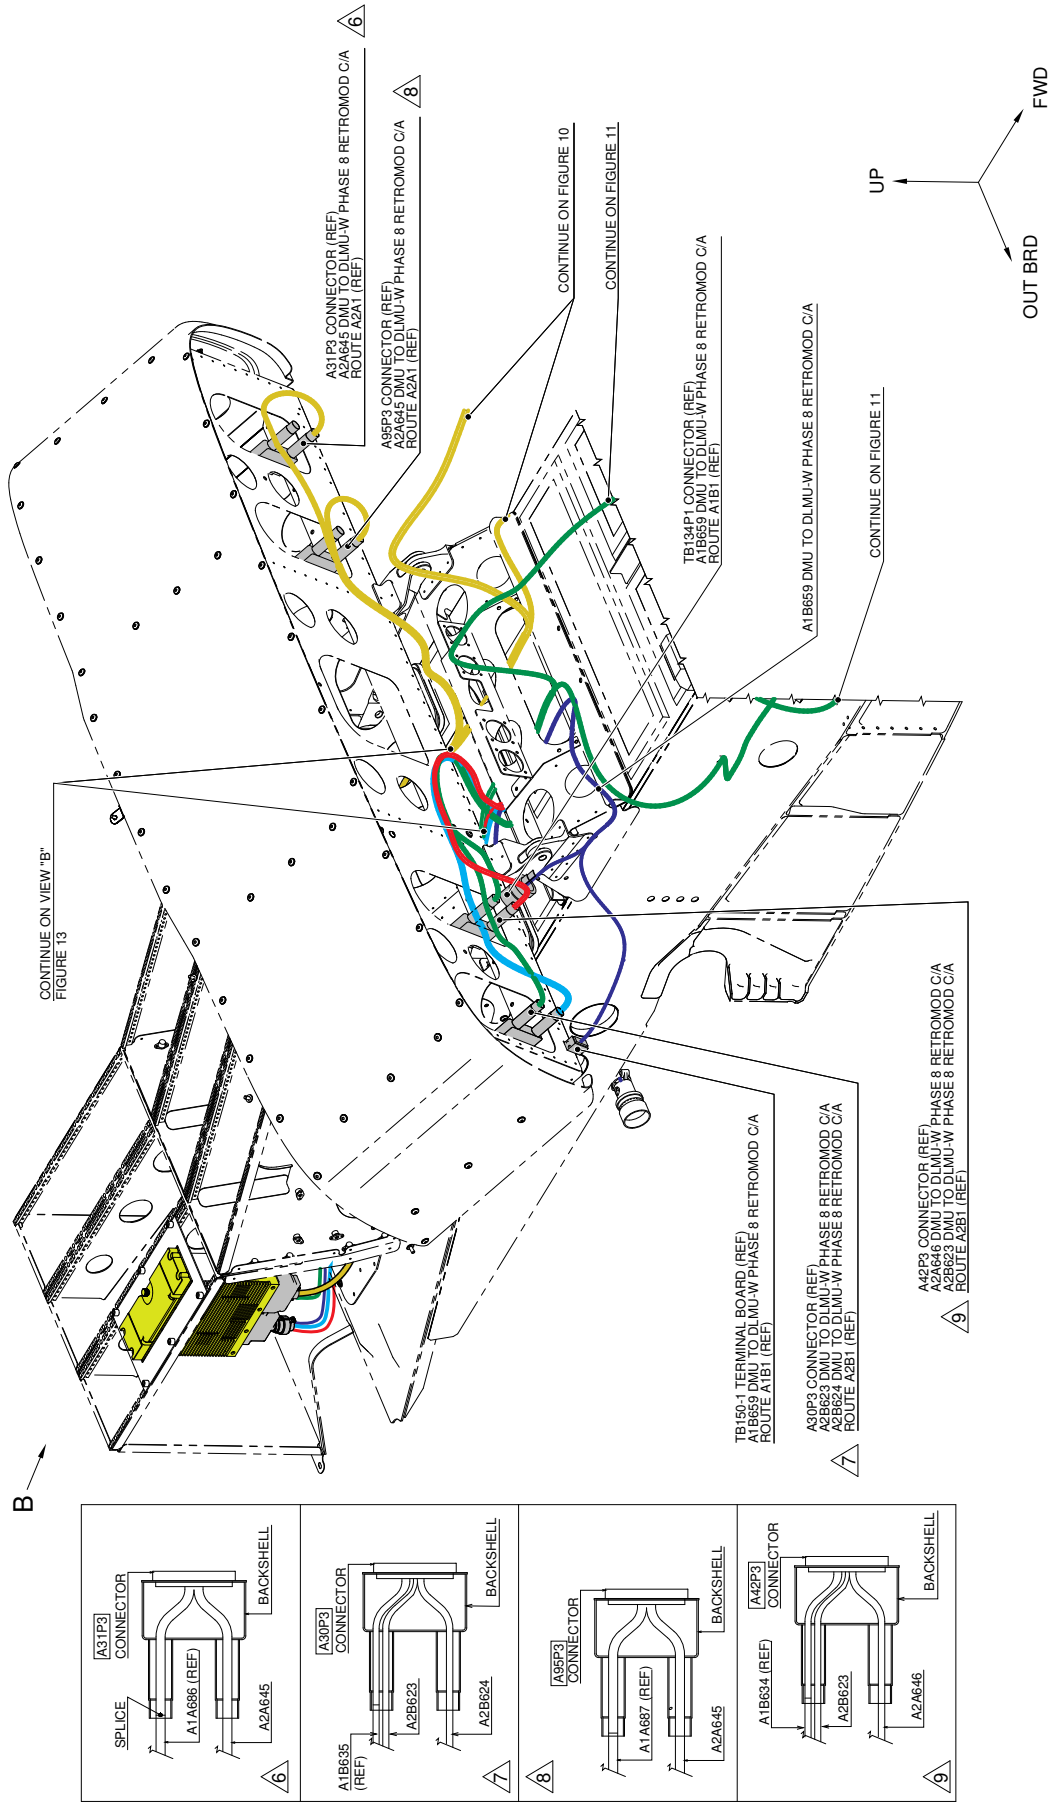 B
CONTINUE ON VIEW "B"
FIGURE 13
A31P3 CONNECTOR (REF)
A2A645 DMU TO DLMU-W PHASE 8 RETROMOD C/A
ROUTE A2A1 (REF)
6
A95P3 CONNECTOR (REF)
A2A645 DMU TO DLMU-W PHASE 8 RETROMOD C/A
ROUTE A2A1 (REF)
8
CONTINUE ON FIGURE 10
CONTINUE ON FIGURE 11
TB134P1 CONNECTOR (REF)
A1B659 DMU TO DLMU-W PHASE 8 RETROMOD C/A
ROUTE A1B1 (REF)
A1B659 DMU TO DLMU-W PHASE 8 RETROMOD C/A
CONTINUE ON FIGURE 11
UP
FWD
OUT BRD
TB150-1 TERMINAL BOARD (REF)
A1B659 DMU TO DLMU-W PHASE 8 RETROMOD C/A
ROUTE A1B1 (REF)
A30P3 CONNECTOR (REF)
A2B623 DMU TO DLMU-W PHASE 8 RETROMOD C/A
A2B624 DMU TO DLMU-W PHASE 8 RETROMOD C/A
ROUTE A2B1 (REF)
7
A42P3 CONNECTOR (REF)
A2A646 DMU TO DLMU-W PHASE 8 RETROMOD C/A
A2B623 DMU TO DLMU-W PHASE 8 RETROMOD C/A
ROUTE A2B1 (REF)
9
SPLICE
A31P3
CONNECTOR
A1A686 (REF)
A2A645
BACKSHELL
6
A30P3
CONNECTOR
A1B635
(REF)
A2B623
A2B624
BACKSHELL
7
A95P3
CONNECTOR
A1A687 (REF)
A2A645
BACKSHELL
8
A42P3
CONNECTOR
A1B634 (REF)
A2B623
A2A646
BACKSHELL
9